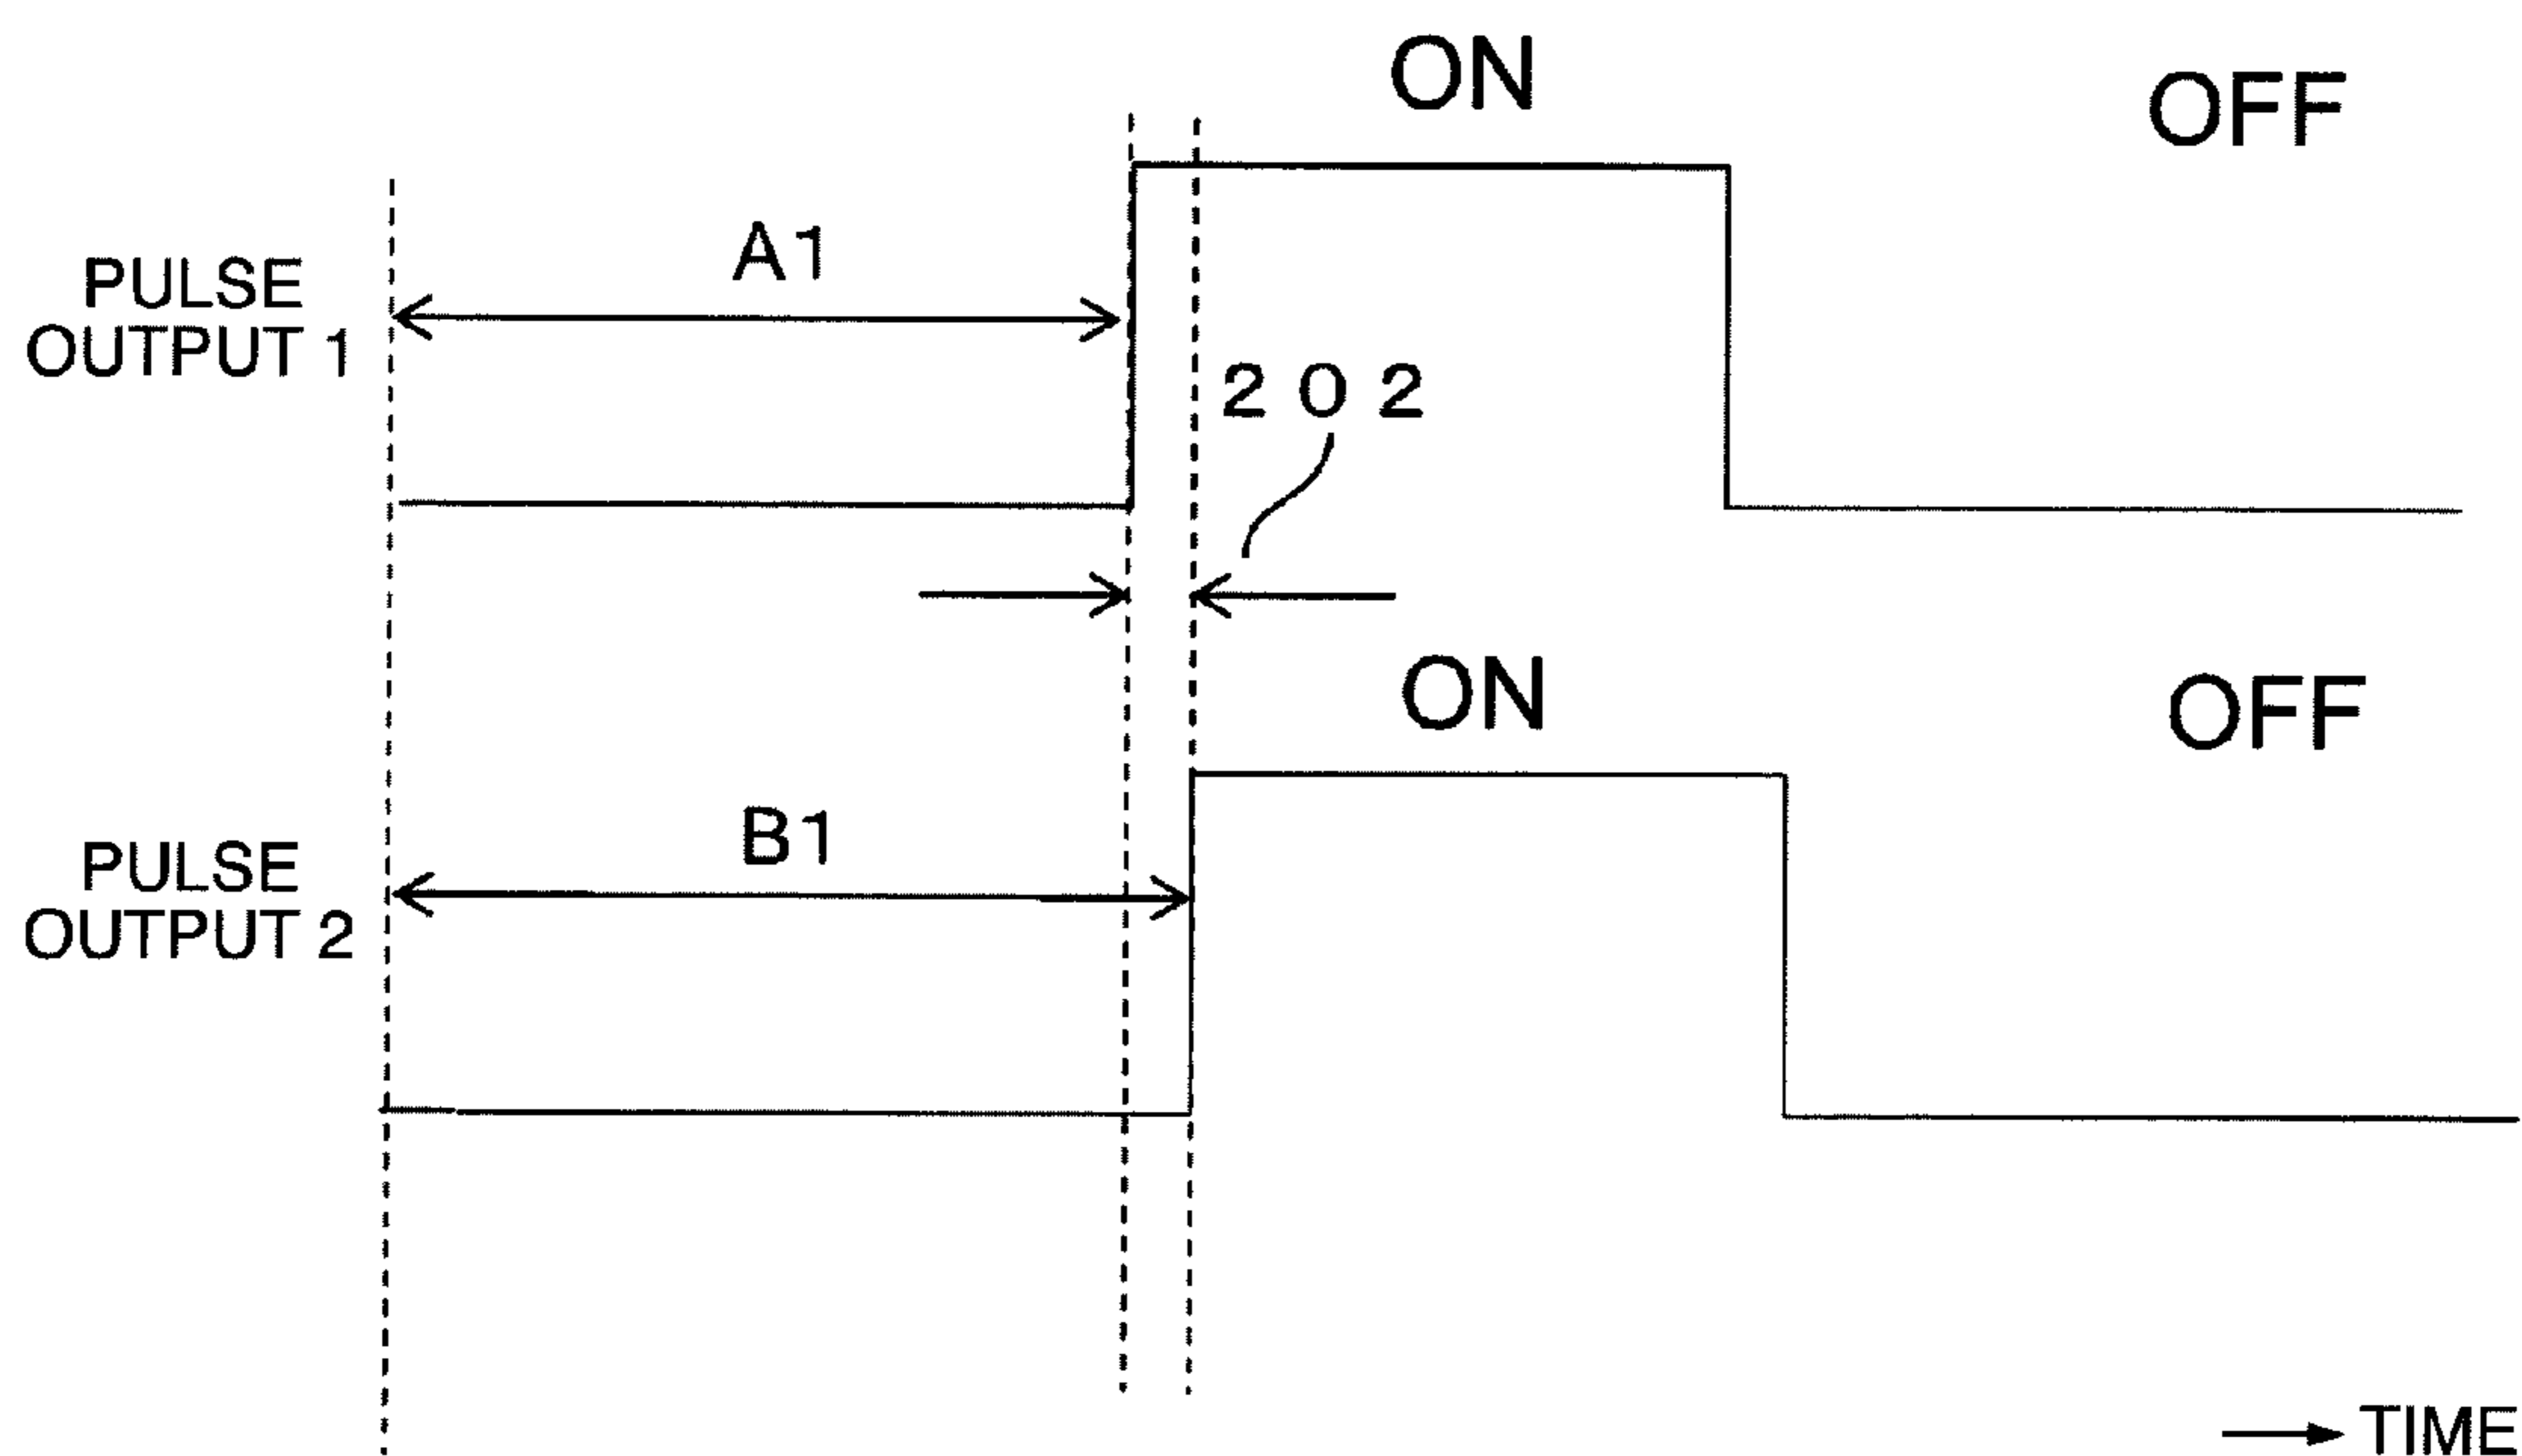 ON
OFF
A1
PULSE
OUTPUT 1
2 0 2
ON
OFF
B1
PULSE
OUTPUT 2
TIME